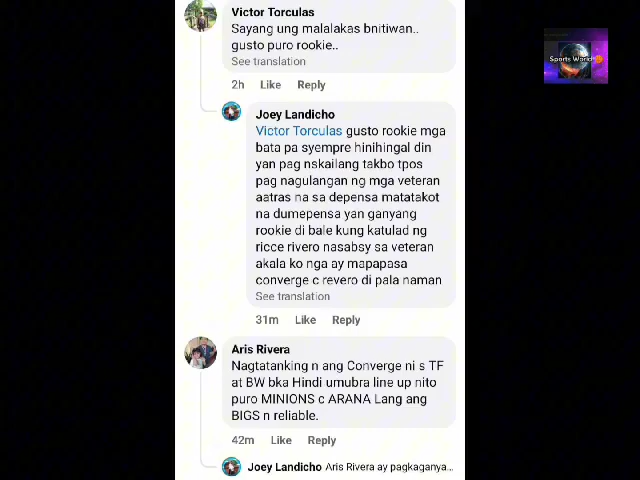 Victor Torculas
Sayang ung malalakas bnitiwan..
gusto puro rookie..
See translation
2h Like Reply
Joey Landicho
Victor Torculas gusto rookie mga
bata pa syempre hinihingal din
yan pag nskailang takbo tpos
pag nagulangan ng mga veteran
aatras na sa depensa matatakot
na dumepensa yan ganyang
rookie di bale kung katulad ng
ricce rivero nasabsy sa veteran
akala ko nga ay mapapasa
converge c revero di pala naman
See translation
31m Like Reply
Aris Rivera
Nagtatanking n ang Converge ni s TF
at BW bka Hindi umubra line up nito
puro MINIONS c ARANA Lang ang
BIGS n reliable.
42m Like Reply
Joey Landicho Aris Rivera ay pagkaganya...
Sports World